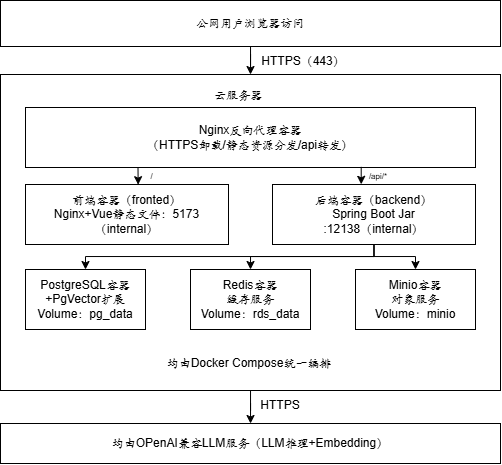 公网用户浏览器访问
HTTPS（443）
云服务器
Nginx反向代理容器
（HTTPS卸载/静态资源分发/api转发）
/
/api/*
前端容器（fronted）
Nginx+Vue静态文件：5173
（internal）
后端容器（backend）
Spring Boot Jar
:12138（internal）
PostgreSQL容器
+PgVector扩展
Volume：pg_data
Redis容器
缓存服务
Volume：rds_data
Minio容器
对象服务
Volume：minio
均由Docker Compose统一编排
HTTPS
均由OPenAI兼容LLM服务（LLM推理+Embedding）